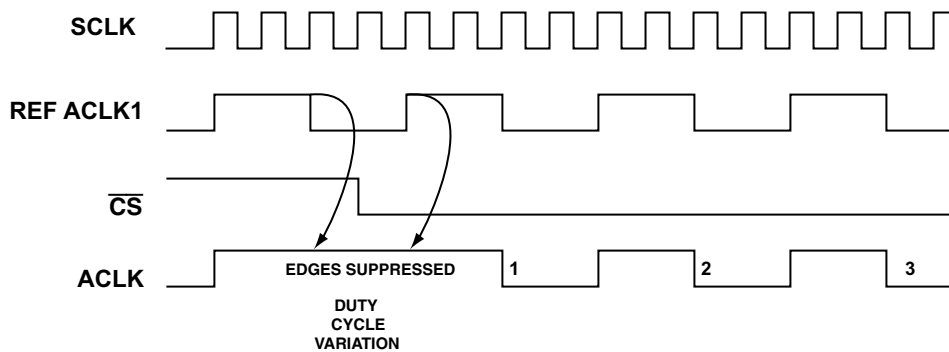 SCLK
REF ACLK1
CS
ACLK
EDGES SUPPRESSED
1
2
3
DUTY
CYCLE
VARIATION